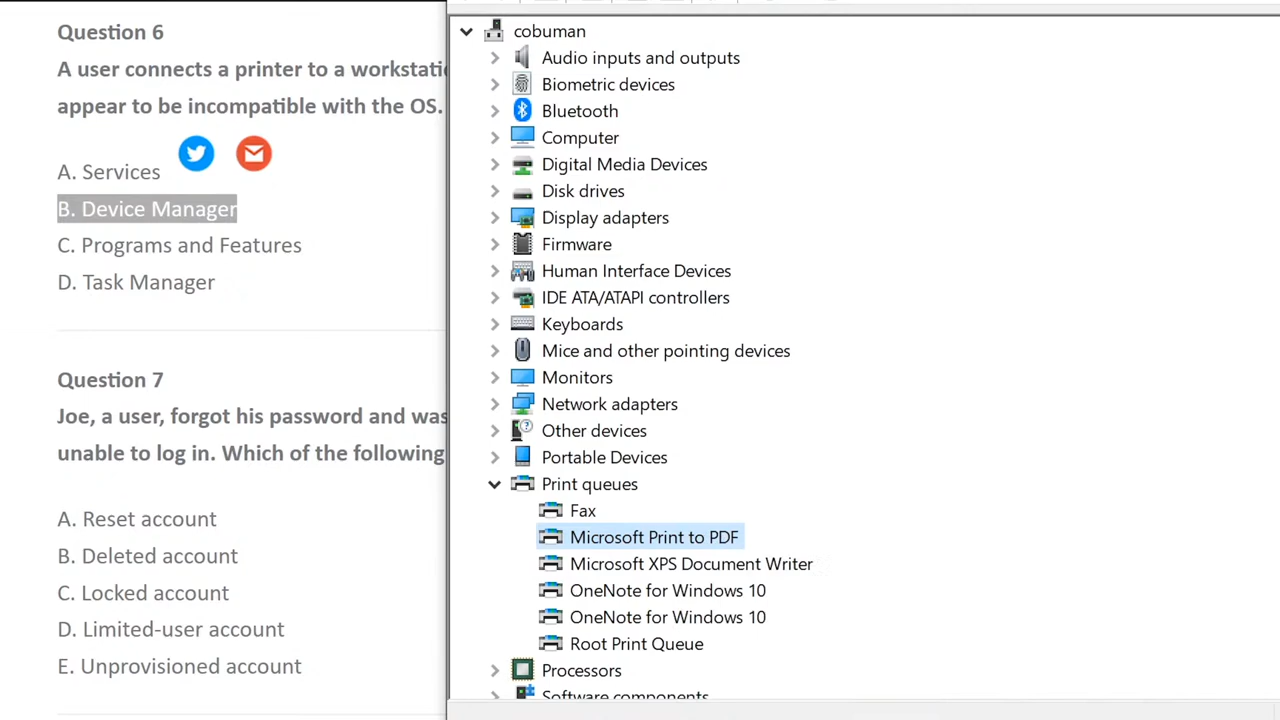 Question 6
A user connects a printer to a workstati
appear to be incompatible with the OS.
A. Services
B. Device Manager
C. Programs and Features
D. Task Manager
Question 7
Joe, a user, forgot his password and was
unable to log in. Which of the following
A. Reset account
B. Deleted account
C. Locked account
D. Limited-user account
E. Unprovisioned account
cobuman
Audio inputs and outputs
Biometric devices
Bluetooth
Computer
Digital Media Devices
Disk drives
Display adapters
Firmware
Human Interface Devices
IDE ATA/ATAPI controllers
Keyboards
Mice and other pointing devices
Monitors
Network adapters
Other devices
Portable Devices
Print queues
Fax
Microsoft Print to PDF
Microsoft XPS Document Writer
OneNote for Windows 10
OneNote for Windows 10
Root Print Queue
Processors
Software components